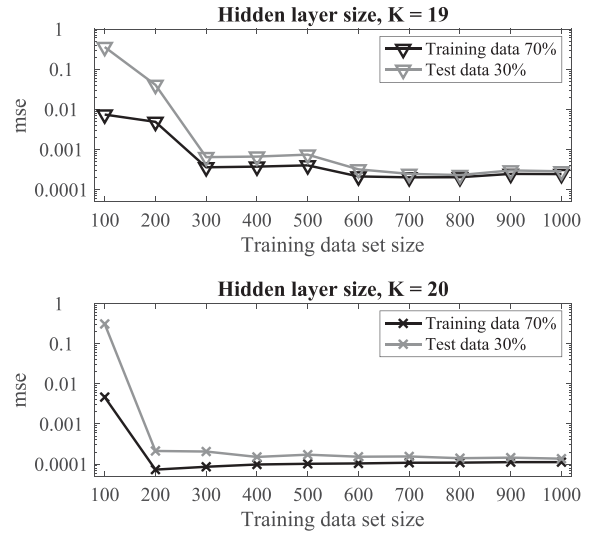 Hidden layer size, K = 19
1
0.1
0.01
0.001
0.0001
mse
Training data 70%
Test data 30%
100 200 300 400 500 600 700 800 900 1000
Training data set size
Hidden layer size, K = 20
1
0.1
0.01
0.001
0.0001
mse
Training data 70%
Test data 30%
100 200 300 400 500 600 700 800 900 1000
Training data set size